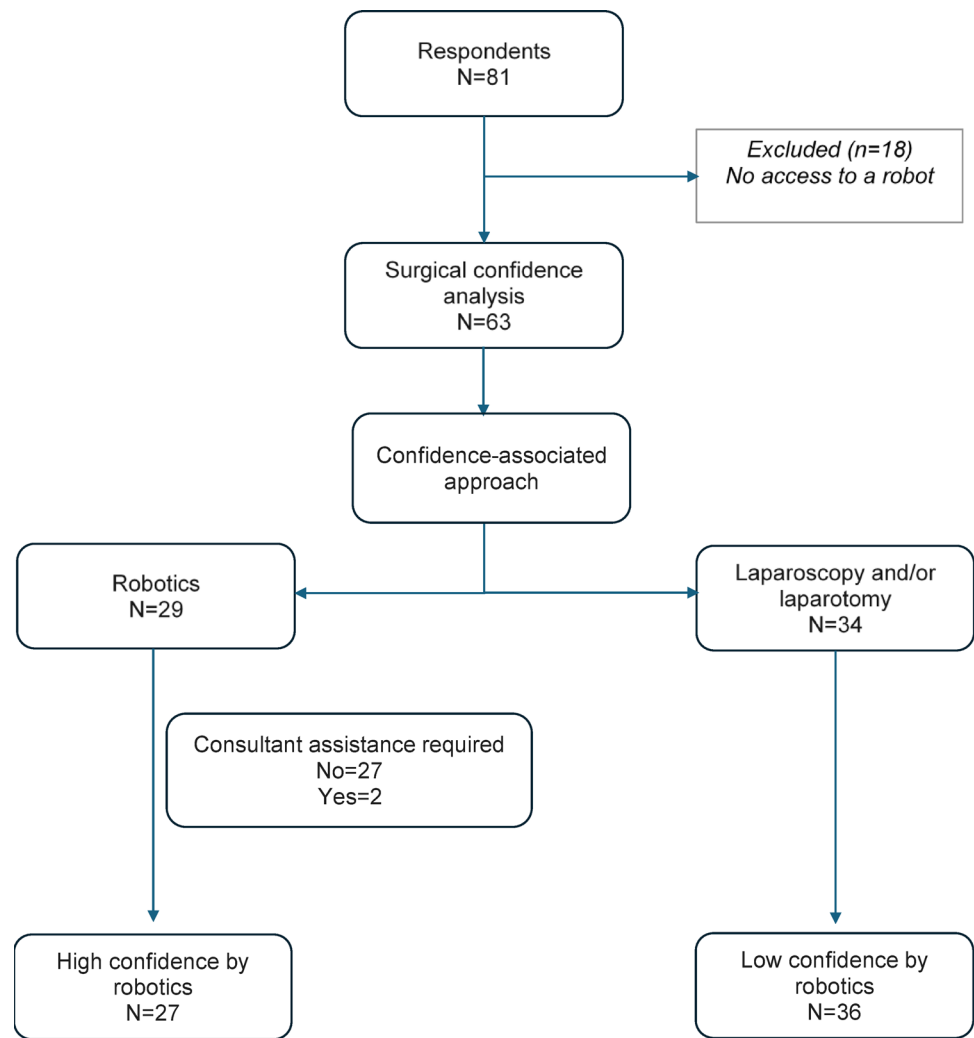 Respondents
N=81
Excluded (n=18)
No access to a robot
Surgical confidence
analysis
N=63
Confidence-associated
approach
Robotics
N=29
Laparoscopy and/or
laparotomy
N=34
Consultant assistance required
No=27
Yes=2
High confidence by
robotics
N=27
Low confidence by
robotics
N=36